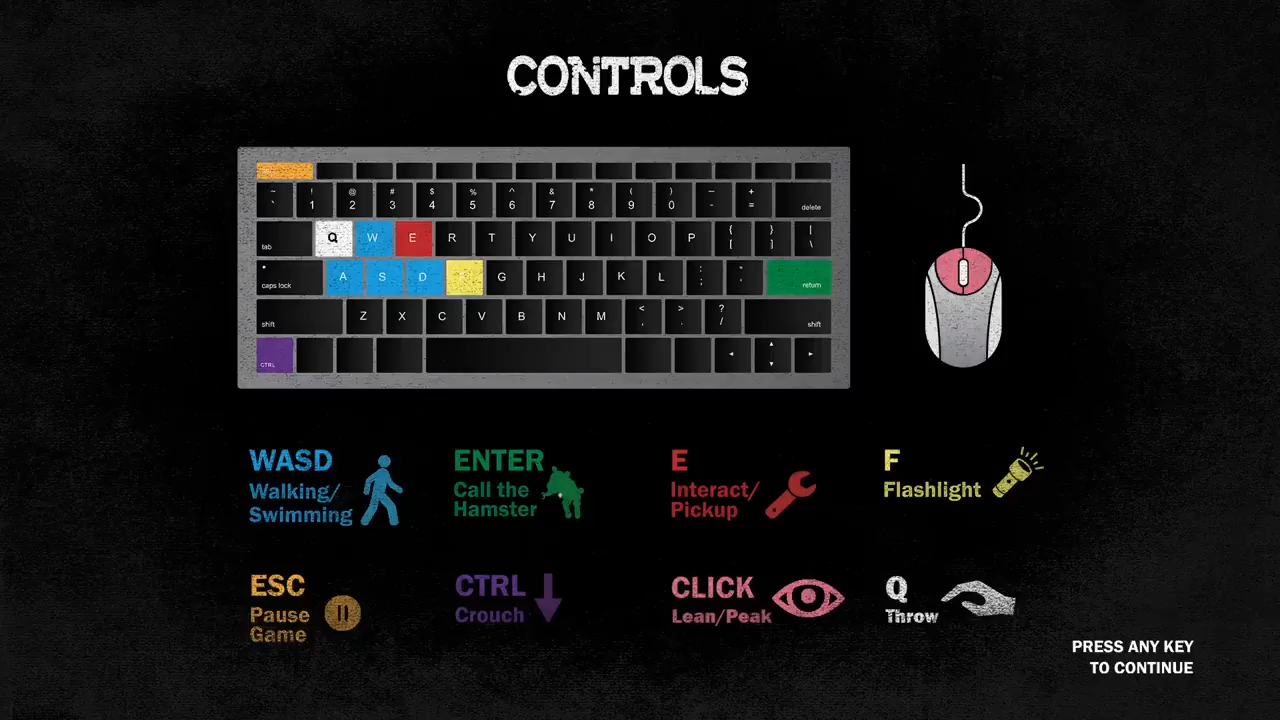 CONTROLS
~ ! @ # $ % ^ & * ( ) _ +
` 1 2 3 4 5 6 7 8 9 0 - = delete
tab Q W E R T Y U I O P { [ } ] | \
caps lock A S D G H J K L : ; " ' return
shift Z X C V B N M < , > . ? / shift
CTRL ◄ ▲ ▼ ►
WASD
Walking/
Swimming
ENTER
Call the
Hamster
E
Interact/
Pickup
F
Flashlight
ESC
Pause
Game
CTRL
Crouch
CLICK
Lean/Peak
Q
Throw
PRESS ANY KEY
TO CONTINUE